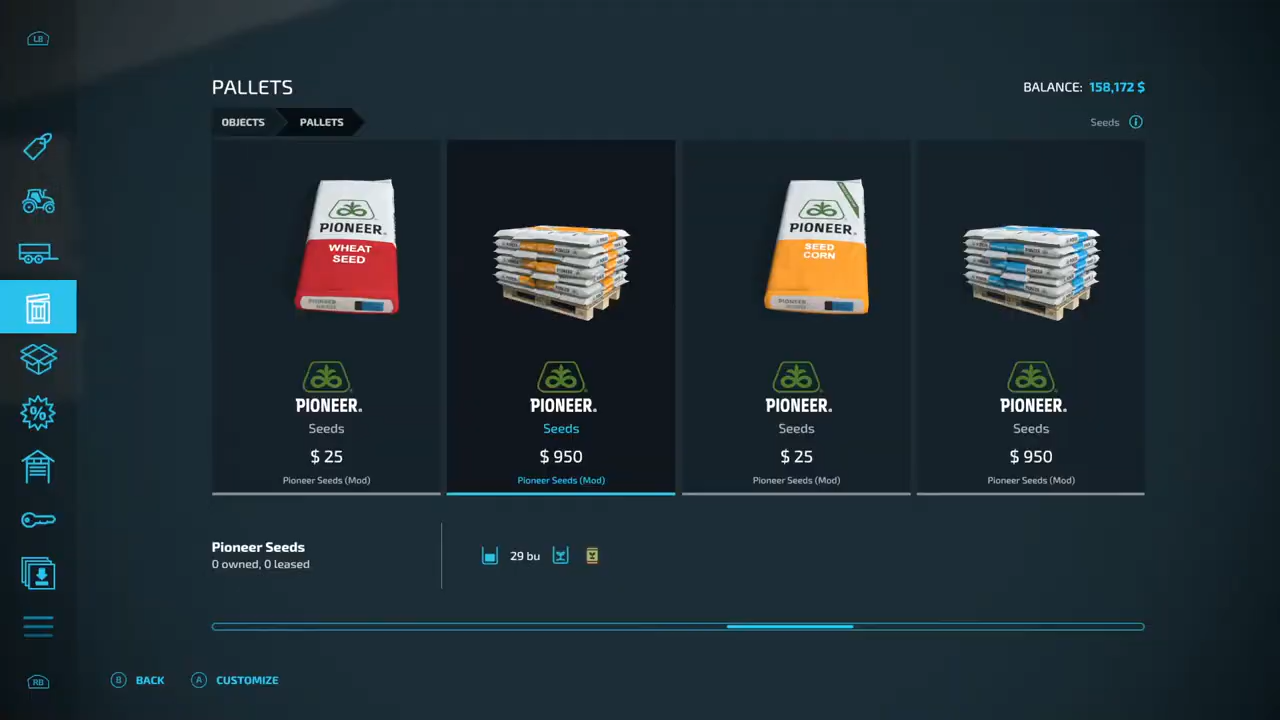 LB
PALLETS
BALANCE: 158,172 $
OBJECTS
PALLETS
Seeds
PIONEER
WHEAT
SEED
PIONEER
PIONEER
SEED
CORN
PIONEER
PIONEER.
Seeds
$ 25
Pioneer Seeds (Mod)
PIONEER.
Seeds
$ 950
Pioneer Seeds (Mod)
PIONEER.
Seeds
$ 25
Pioneer Seeds (Mod)
PIONEER.
Seeds
$ 950
Pioneer Seeds (Mod)
Pioneer Seeds
0 owned, 0 leased
29 bu
RB
B BACK
A CUSTOMIZE